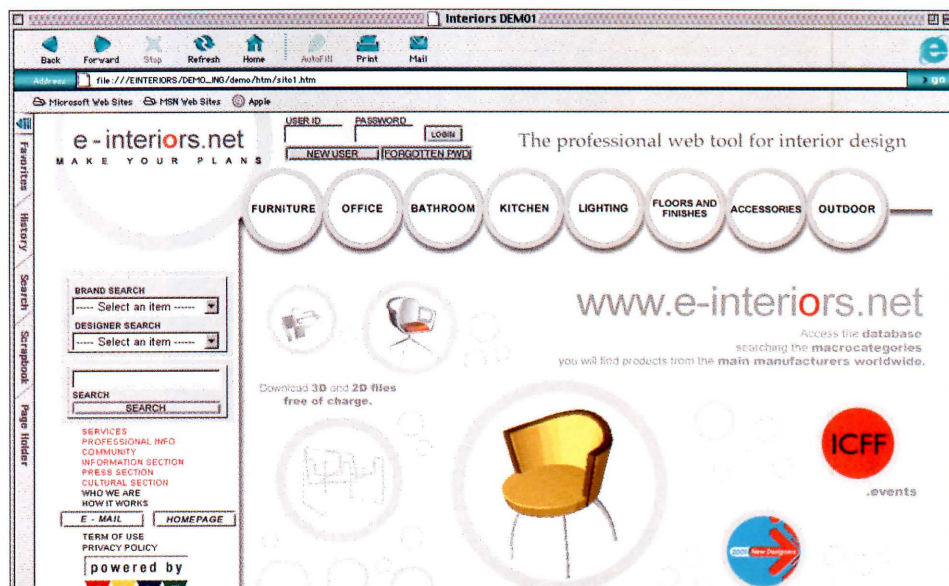 Interiors DEMO1
Back Forward Stop Refresh Home AutoFill Print Mail
Address file:///EINTERIORS/DEMO_ING/demo/htm/sito1.htm go
Microsoft Web Sites MSN Web Sites Apple
Favorites
History
Search
Scrapbook
Page Holder
e-interiors.net
MAKE YOUR PLANS
USER ID PASSWORD
LOGIN
NEW USER FORGOTTEN PWD
The professional web tool for interior design
FURNITURE OFFICE BATHROOM KITCHEN LIGHTING FLOORS AND FINISHES ACCESSORIES OUTDOOR
BRAND SEARCH
---- Select an item ------
DESIGNER SEARCH
---- Select an item ------
SEARCH
SEARCH
SERVICES
PROFESSIONAL INFO
COMMUNITY
INFORMATION SECTION
PRESS SECTION
CULTURAL SECTION
WHO WE ARE
HOW IT WORKS
E - MAIL HOMEPAGE
TERM OF USE
PRIVACY POLICY
powered by
www.e-interiors.net
Access the database
searching the macrocategories
you will find products from the main manufacturers worldwide.
Download 3D and 2D files
free of charge.
ICFF
.events
New Designers